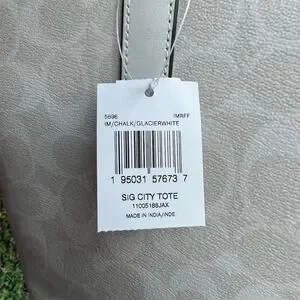 5696 IMRFF
IM/CHALK/GLACIERWHITE
1 95031 57673 7
SIG CITY TOTE
11005188JAX
MADE IN INDIA/INDE